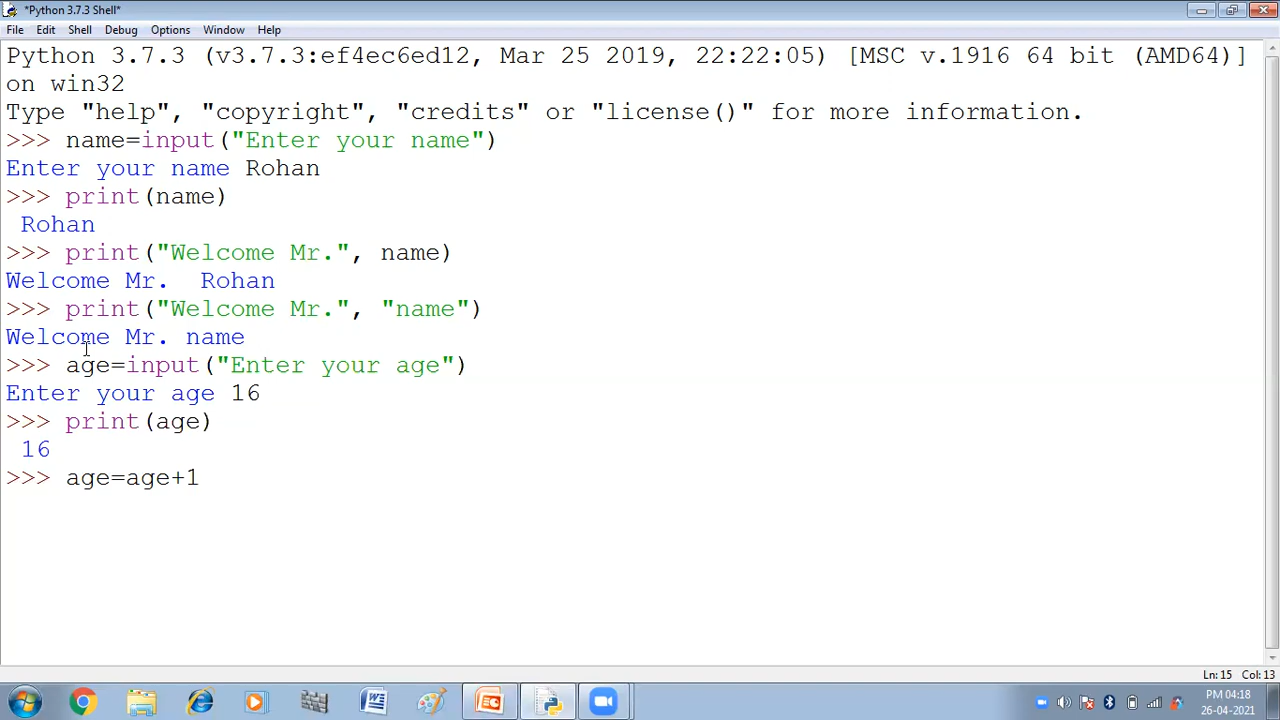 *Python 3.7.3 Shell*
File Edit Shell Debug Options Window Help
Python 3.7.3 (v3.7.3:ef4ec6ed12, Mar 25 2019, 22:22:05) [MSC v.1916 64 bit (AMD64)]
on win32
Type "help", "copyright", "credits" or "license()" for more information.
>>> name=input("Enter your name")
Enter your name Rohan
>>> print(name)
 Rohan
>>> print("Welcome Mr.", name)
Welcome Mr.  Rohan
>>> print("Welcome Mr.", "name")
Welcome Mr. name
>>> age=input("Enter your age")
Enter your age 16
>>> print(age)
 16
>>> age=age+1
Ln: 15 Col: 13
PM 04:18
26-04-2021